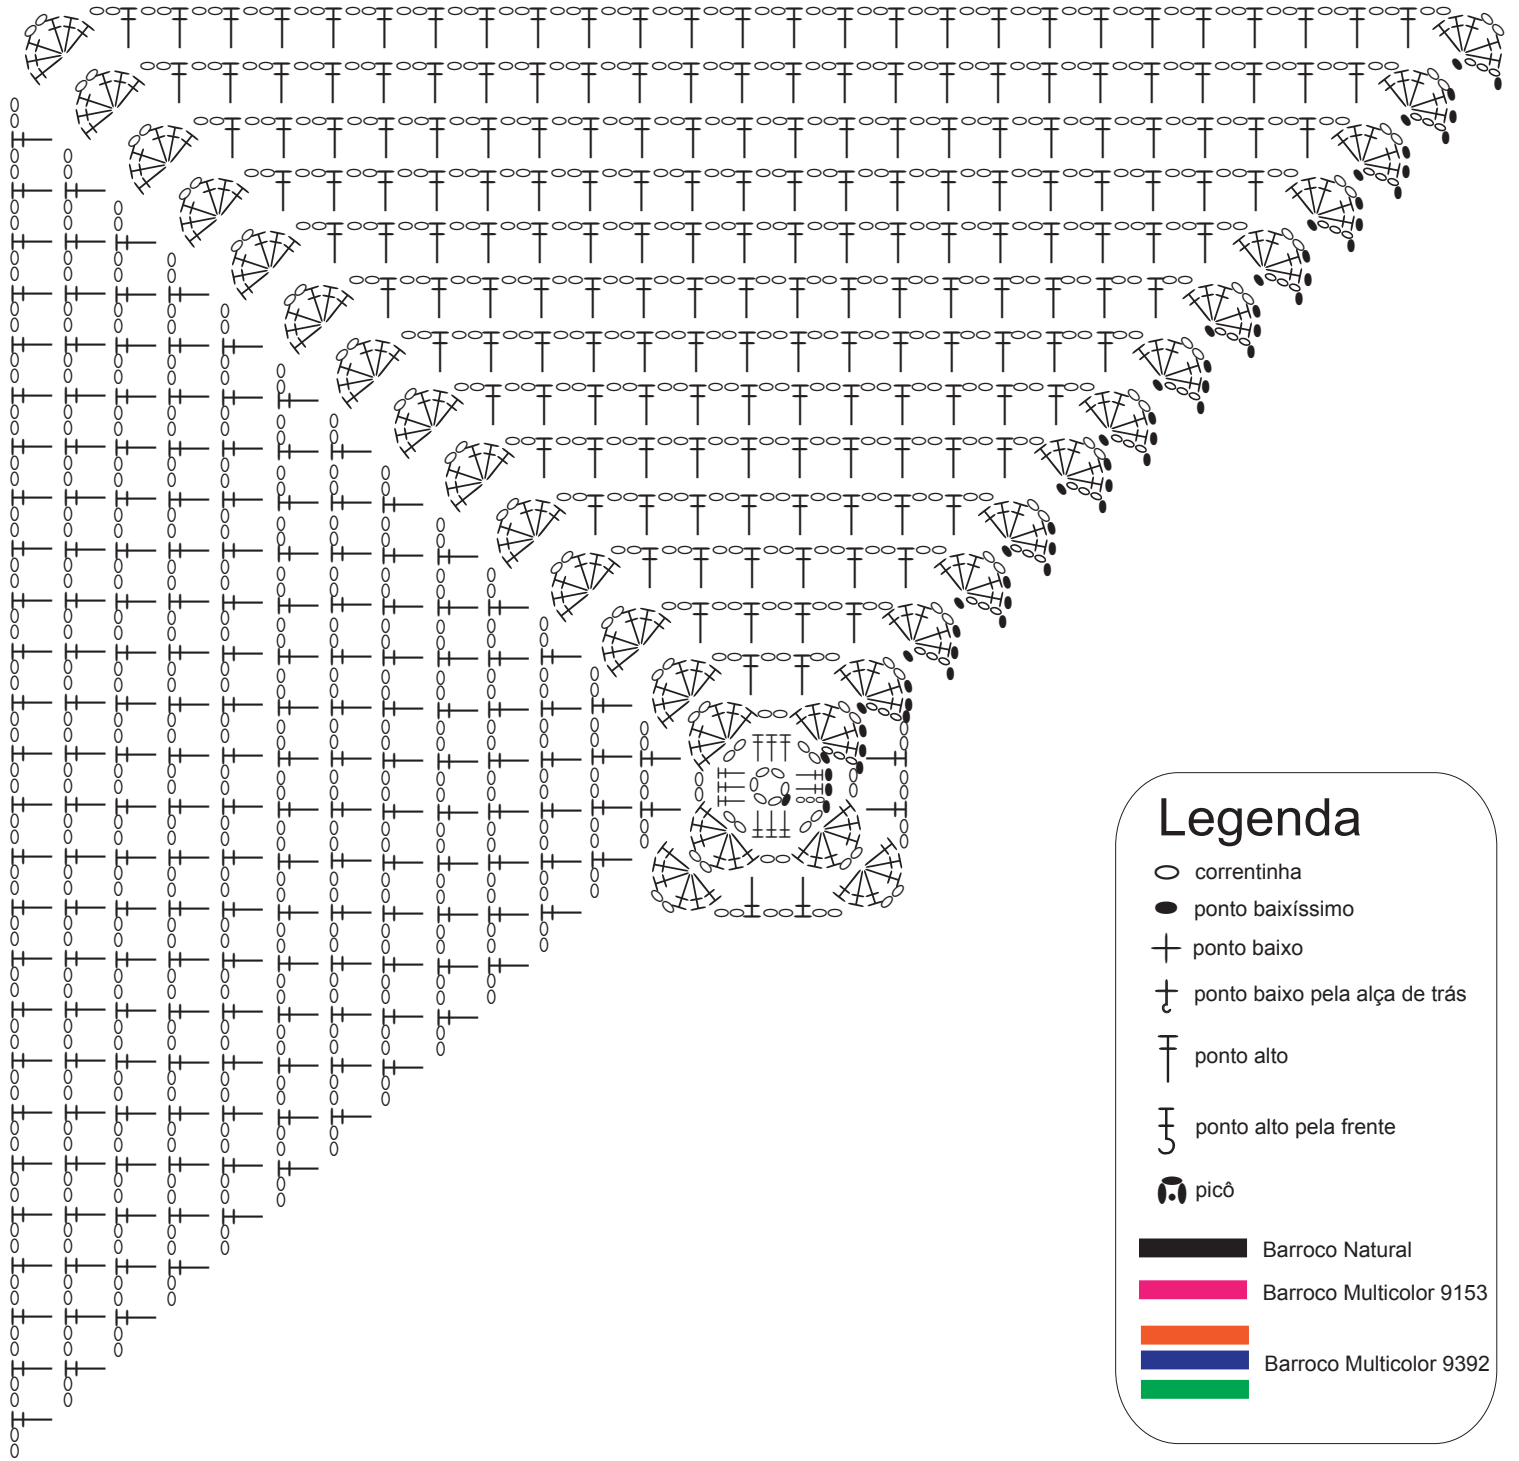 Legenda
correntinha
ponto baixíssimo
ponto baixo
ponto baixo pela alça de trás
ponto alto
ponto alto pela frente
picô
Barroco Natural
Barroco Multicolor 9153
Barroco Multicolor 9392